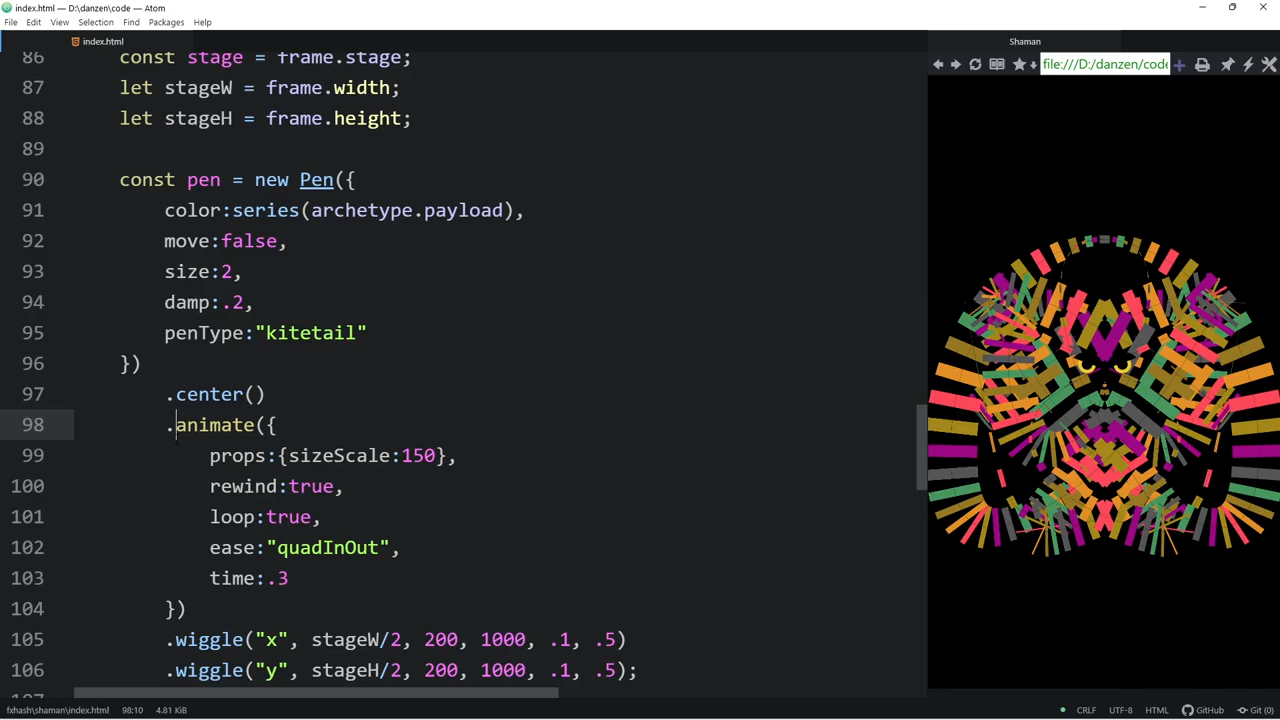 index.html — D:\danzen\code — Atom
File Edit View Selection Find Packages Help
index.html
Shaman
file:///D:/danzen/code
86 const stage = frame.stage;
87 let stageW = frame.width;
88 let stageH = frame.height;
89
90 const pen = new Pen({
91 color:series(archetype.payload),
92 move:false,
93 size:2,
94 damp:.2,
95 penType:"kitetail"
96 })
97 .center()
98 .animate({
99 props:{sizeScale:150},
100 rewind:true,
101 loop:true,
102 ease:"quadInOut",
103 time:.3
104 })
105 .wiggle("x", stageW/2, 200, 1000, .1, .5)
106 .wiggle("y", stageH/2, 200, 1000, .1, .5);
fxhash\shaman\index.html 98:10 4.81 KiB CRLF UTF-8 HTML GitHub Git (0)